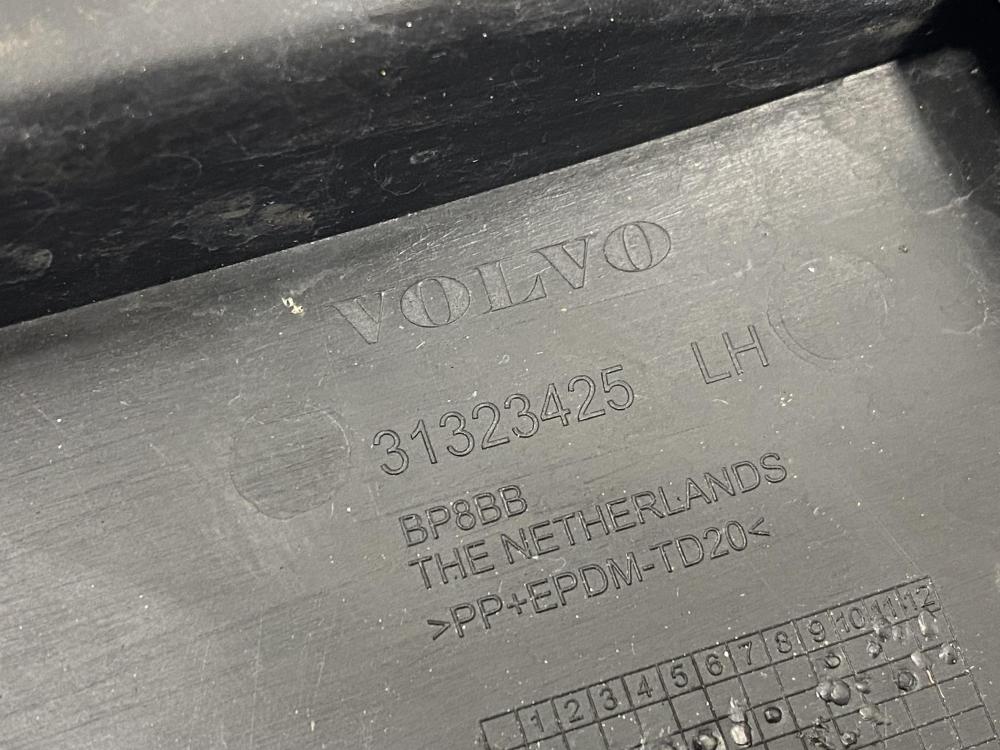 VOLVO
31323425 LH
BP8BB
THE NETHERLANDS
>PP+EPDM-TD20<
1 2 3 4 5 6 7 8 9 10 11 12